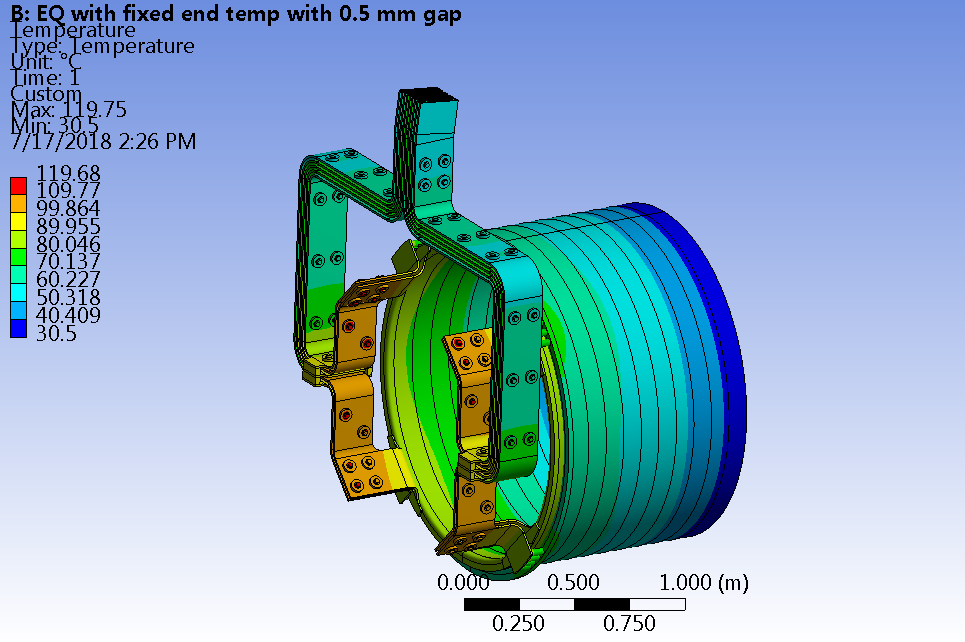 B: EQ with fixed end temp with 0.5 mm gap
Temperature
Type: Temperature
Unit: °C
Time: 1
Custom
Max: 119.75
Min: 30.5
7/17/2018 2:26 PM
119.68
109.77
99.864
89.955
80.046
70.137
60.227
50.318
40.409
30.5
0.000 0.500 1.000 (m)
0.250 0.750